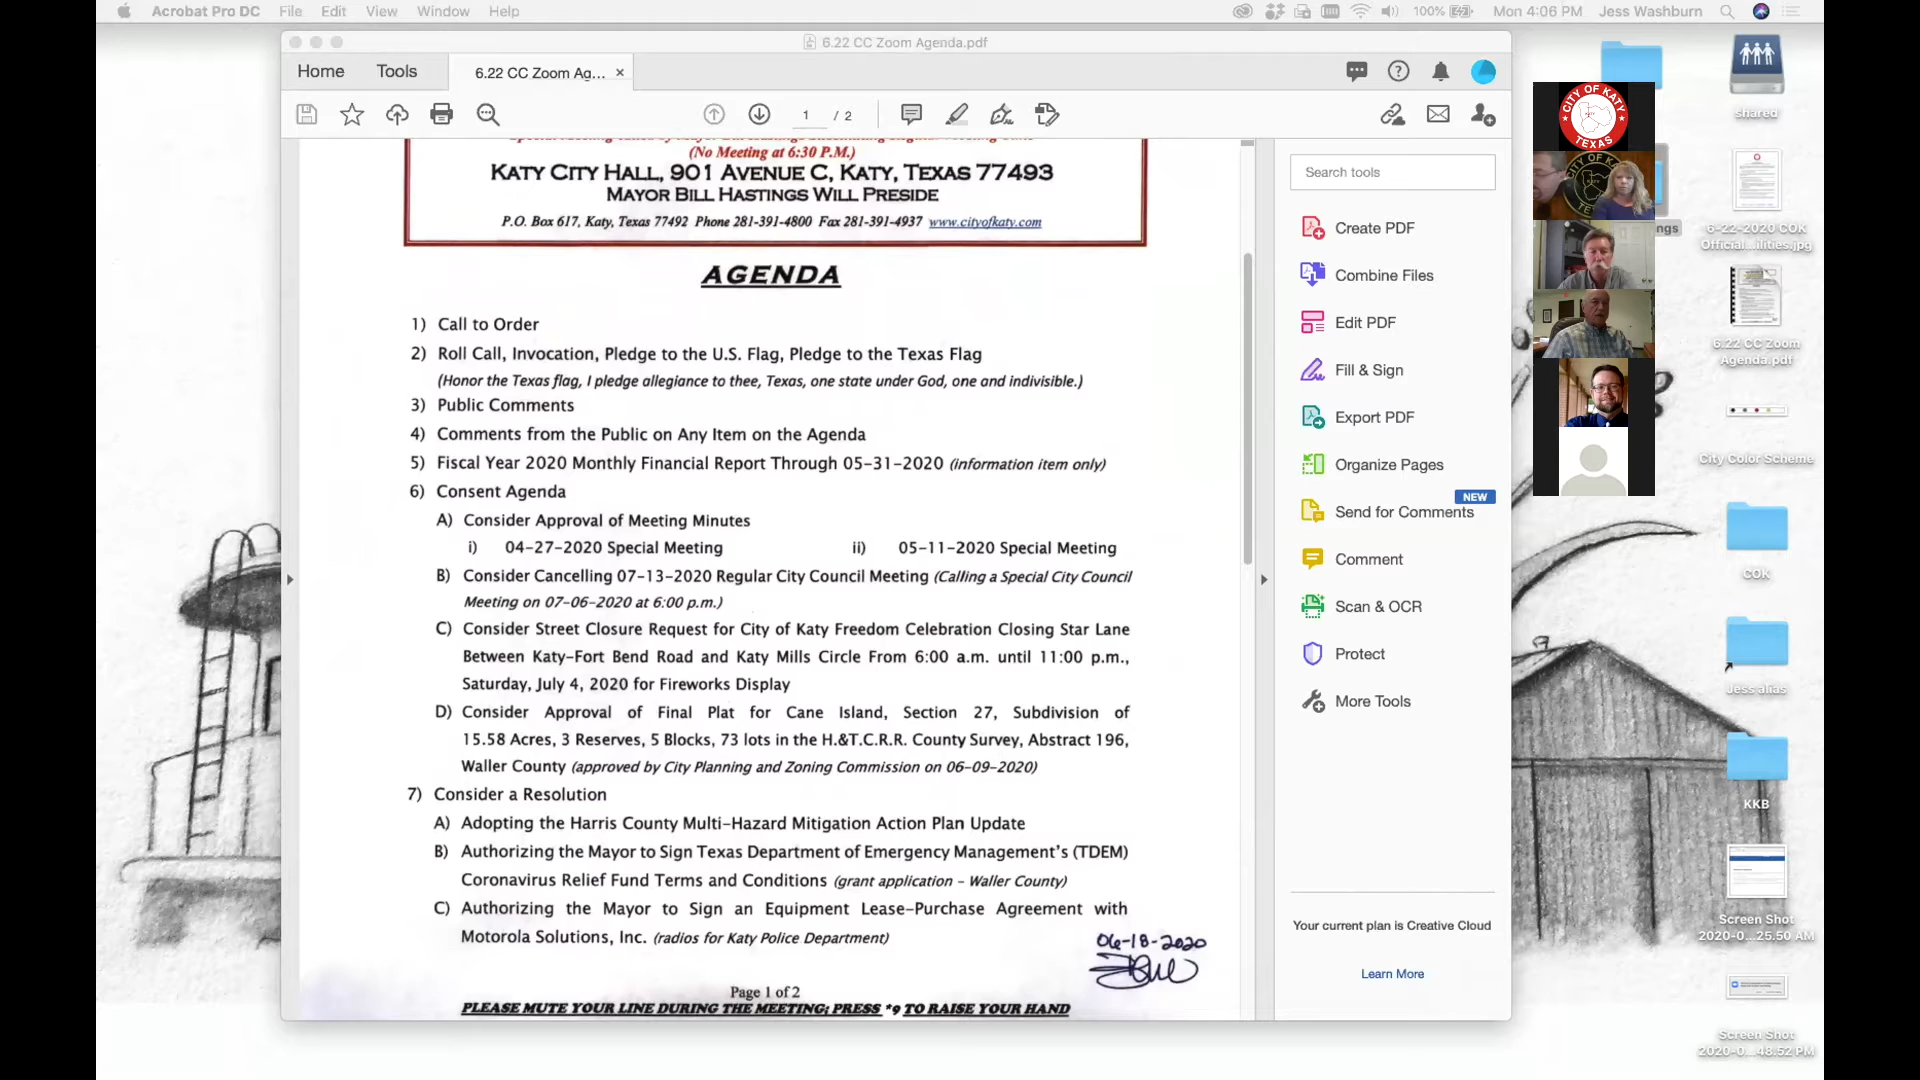 Acrobat Pro DC File Edit View Window Help 100% Mon 4:06 PM Jess Washburn
6.22 CC Zoom Agenda.pdf
Home Tools 6.22 CC Zoom Ag... ×
1 / 2
(No Meeting at 6:30 P.M.)
KATY CITY HALL, 901 AVENUE C, KATY, TEXAS 77493
MAYOR BILL HASTINGS WILL PRESIDE
P.O. Box 617, Katy, Texas 77492 Phone 281-391-4800 Fax 281-391-4937 www.cityofkaty.com
AGENDA
1) Call to Order
2) Roll Call, Invocation, Pledge to the U.S. Flag, Pledge to the Texas Flag
(Honor the Texas flag, I pledge allegiance to thee, Texas, one state under God, one and indivisible.)
3) Public Comments
4) Comments from the Public on Any Item on the Agenda
5) Fiscal Year 2020 Monthly Financial Report Through 05-31-2020 (information item only)
6) Consent Agenda
A) Consider Approval of Meeting Minutes
i) 04-27-2020 Special Meeting ii) 05-11-2020 Special Meeting
B) Consider Cancelling 07-13-2020 Regular City Council Meeting (Calling a Special City Council
Meeting on 07-06-2020 at 6:00 p.m.)
C) Consider Street Closure Request for City of Katy Freedom Celebration Closing Star Lane
Between Katy-Fort Bend Road and Katy Mills Circle From 6:00 a.m. until 11:00 p.m.,
Saturday, July 4, 2020 for Fireworks Display
D) Consider Approval of Final Plat for Cane Island, Section 27, Subdivision of
15.58 Acres, 3 Reserves, 5 Blocks, 73 lots in the H.&T.C.R.R. County Survey, Abstract 196,
Waller County (approved by City Planning and Zoning Commission on 06-09-2020)
7) Consider a Resolution
A) Adopting the Harris County Multi-Hazard Mitigation Action Plan Update
B) Authorizing the Mayor to Sign Texas Department of Emergency Management's (TDEM)
Coronavirus Relief Fund Terms and Conditions (grant application - Waller County)
C) Authorizing the Mayor to Sign an Equipment Lease-Purchase Agreement with
Motorola Solutions, Inc. (radios for Katy Police Department)
06-18-2020
Page 1 of 2
PLEASE MUTE YOUR LINE DURING THE MEETING; PRESS *9 TO RAISE YOUR HAND
Search tools
Create PDF
Combine Files
Edit PDF
Fill & Sign
Export PDF
Organize Pages
NEW
Send for Comments
Comment
Scan & OCR
Protect
More Tools
Your current plan is Creative Cloud
Learn More
CITY OF KATY
TEXAS
shared
6-22-2020 COK
Official...ilities.jpg
6.22 CC Zoom
Agenda.pdf
City Color Scheme
COK
Jess alias
KKB
Screen Shot
2020-0...25.50 AM
Screen Shot
2020-0...48.52 PM